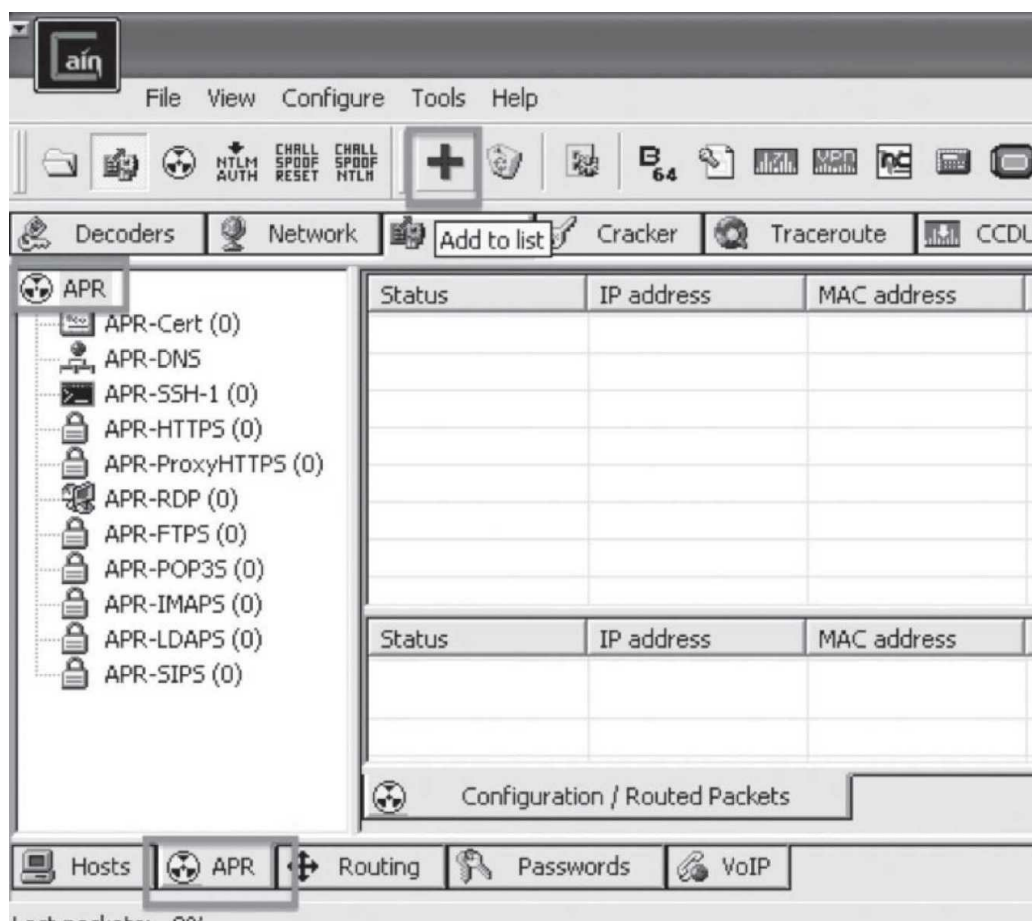 aín
File View Configure Tools Help
NTLM AUTH
CHALL SPOOF RESET
CHALL SPOOF NTLM
B 64
Decoders Network Add to list Cracker Traceroute CCDU
APR
APR-Cert (0)
APR-DNS
APR-SSH-1 (0)
APR-HTTPS (0)
APR-ProxyHTTPS (0)
APR-RDP (0)
APR-FTPS (0)
APR-POP3S (0)
APR-IMAPS (0)
APR-LDAPS (0)
APR-SIPS (0)
Status IP address MAC address
Status IP address MAC address
Configuration / Routed Packets
Hosts APR Routing Passwords VoIP